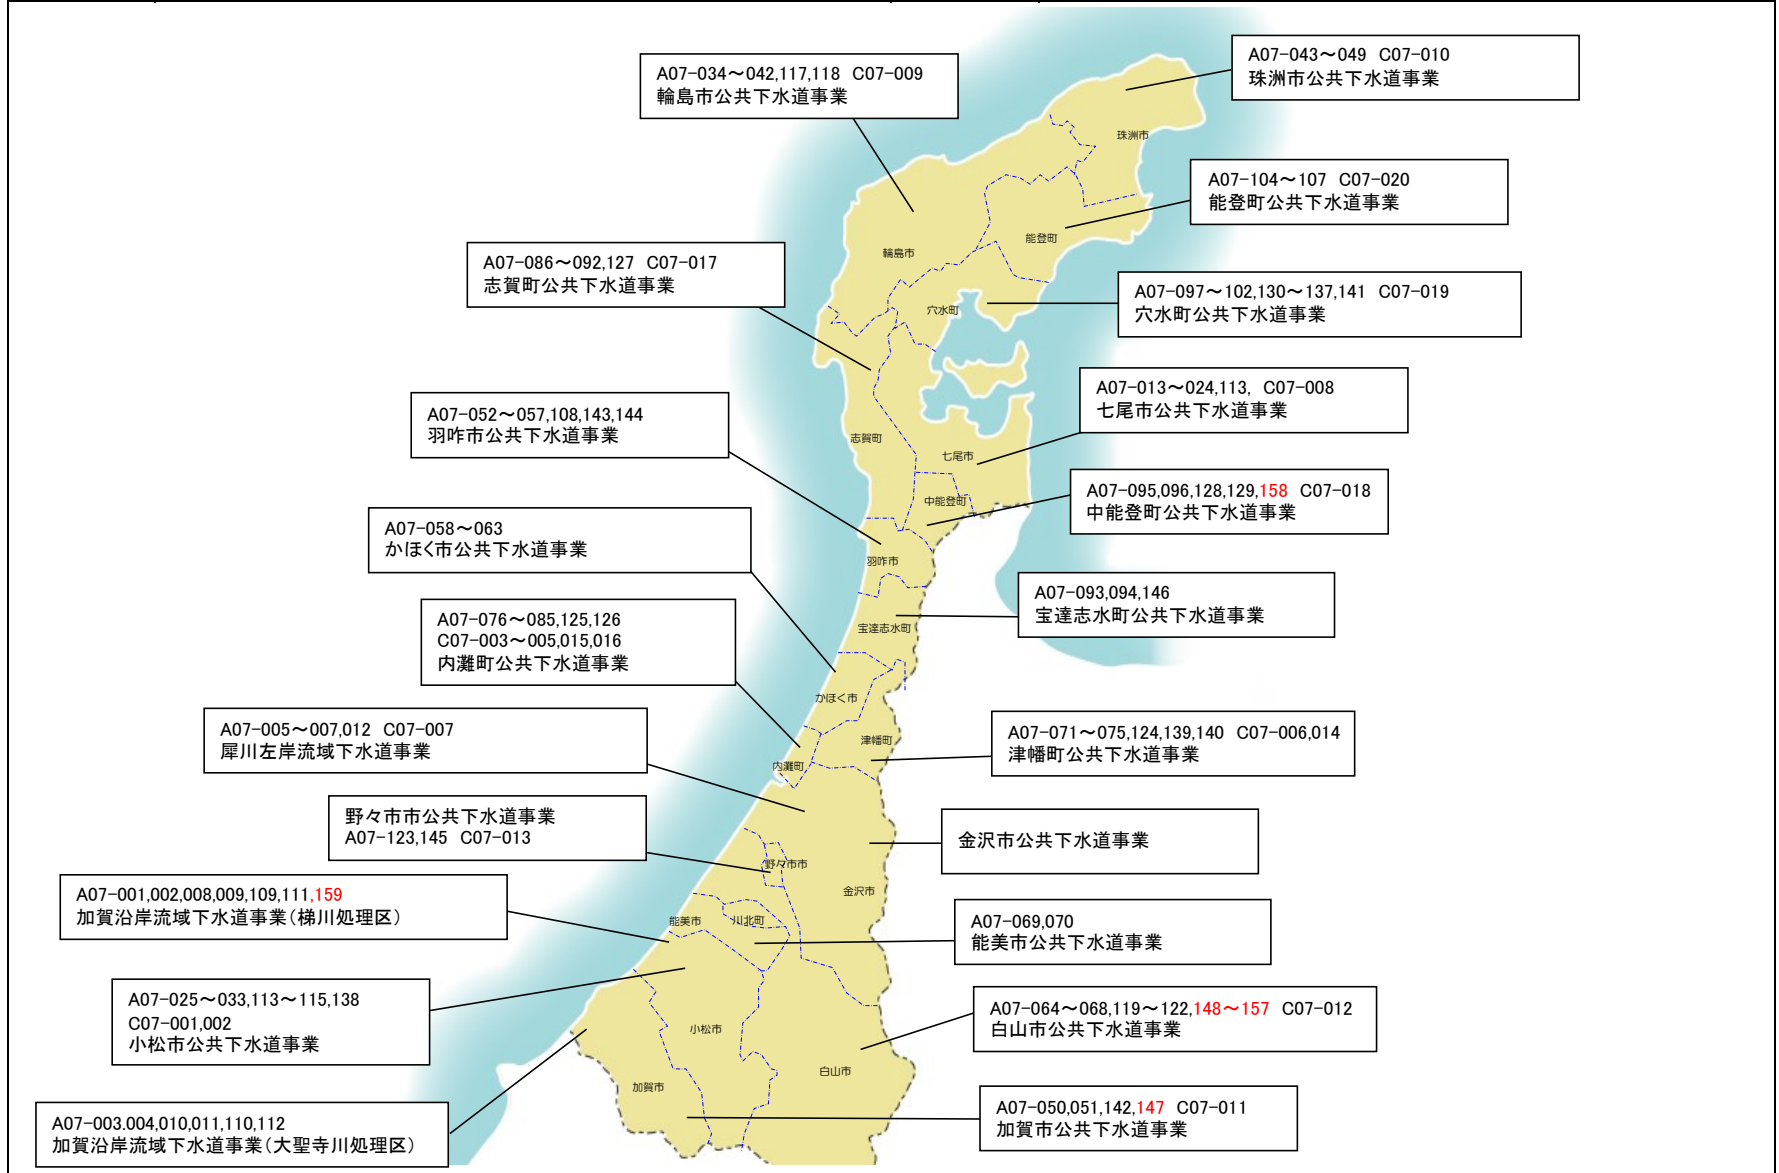 A07-034～042,117,118  C07-009
輪島市公共下水道事業
A07-043～049  C07-010
珠洲市公共下水道事業
珠洲市
A07-104～107  C07-020
能登町公共下水道事業
能登町
輪島市
A07-086～092,127  C07-017
志賀町公共下水道事業
A07-097～102,130～137,141  C07-019
穴水町公共下水道事業
穴水町
A07-013～024,113,  C07-008
七尾市公共下水道事業
A07-052～057,108,143,144
羽咋市公共下水道事業
志賀町
七尾市
中能登町
A07-095,096,128,129,158  C07-018
中能登町公共下水道事業
A07-058～063
かほく市公共下水道事業
羽咋市
A07-093,094,146
宝達志水町公共下水道事業
宝達志水町
A07-076～085,125,126
C07-003～005,015,016
内灘町公共下水道事業
かほく市
A07-005～007,012  C07-007
犀川左岸流域下水道事業
津幡町
A07-071～075,124,139,140  C07-006,014
津幡町公共下水道事業
内灘町
野々市市公共下水道事業
A07-123,145  C07-013
金沢市公共下水道事業
野々市市
金沢市
A07-001,002,008,009,109,111,159
加賀沿岸流域下水道事業(梯川処理区)
能美市
川北町
A07-069,070
能美市公共下水道事業
A07-025～033,113～115,138
C07-001,002
小松市公共下水道事業
小松市
A07-064～068,119～122,148～157  C07-012
白山市公共下水道事業
白山市
加賀市
A07-050,051,142,147  C07-011
加賀市公共下水道事業
A07-003.004,010,011,110,112
加賀沿岸流域下水道事業(大聖寺川処理区)